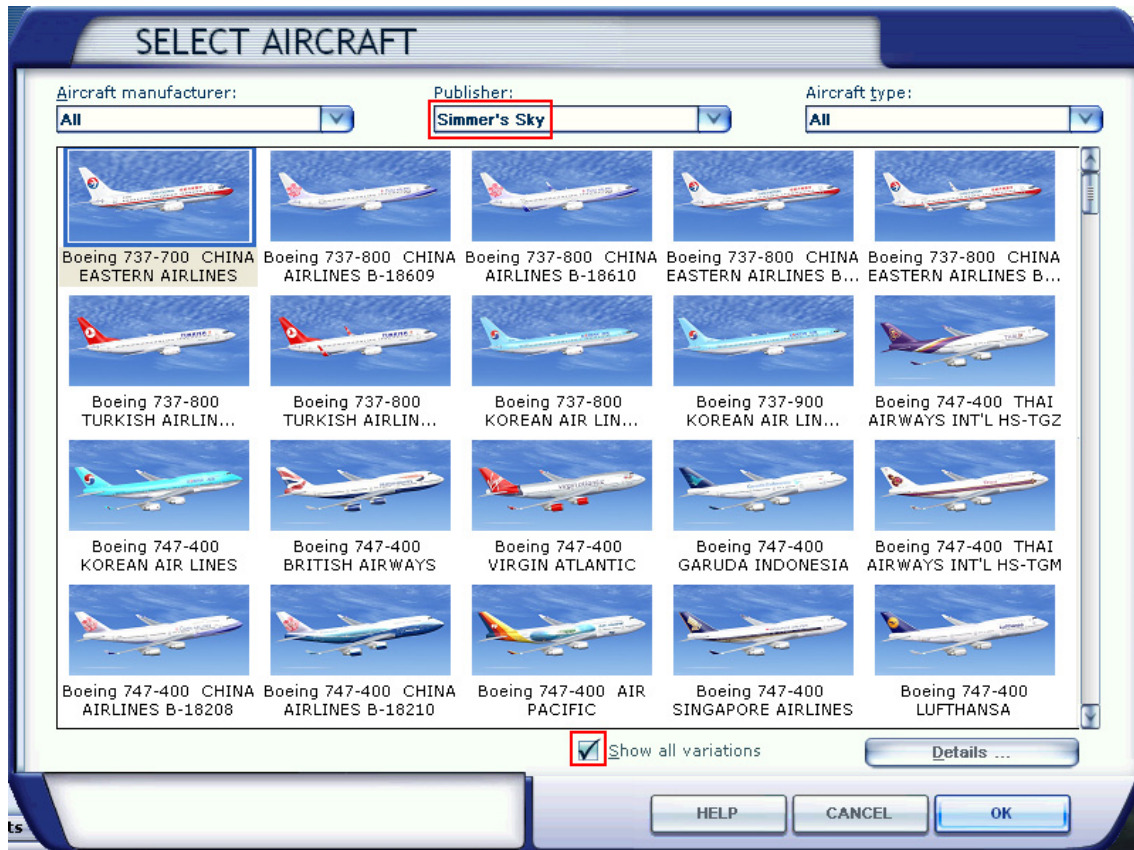 SELECT AIRCRAFT
Aircraft manufacturer:
Publisher:
Aircraft type:
All
Simmer's Sky
All
Boeing 737-700 CHINA
EASTERN AIRLINES
Boeing 737-800 CHINA
AIRLINES B-18609
Boeing 737-800 CHINA
AIRLINES B-18610
Boeing 737-800 CHINA
EASTERN AIRLINES B...
Boeing 737-800 CHINA
EASTERN AIRLINES B...
Boeing 737-800
TURKISH AIRLIN...
Boeing 737-800
TURKISH AIRLIN...
Boeing 737-800
KOREAN AIR LIN...
Boeing 737-900
KOREAN AIR LIN...
Boeing 747-400 THAI
AIRWAYS INT'L HS-TGZ
Boeing 747-400
KOREAN AIR LINES
Boeing 747-400
BRITISH AIRWAYS
Boeing 747-400
VIRGIN ATLANTIC
Boeing 747-400
GARUDA INDONESIA
Boeing 747-400 THAI
AIRWAYS INT'L HS-TGM
Boeing 747-400 CHINA
AIRLINES B-18208
Boeing 747-400 CHINA
AIRLINES B-18210
Boeing 747-400 AIR
PACIFIC
Boeing 747-400
SINGAPORE AIRLINES
Boeing 747-400
LUFTHANSA
Show all variations
Details ...
HELP
CANCEL
OK
ts